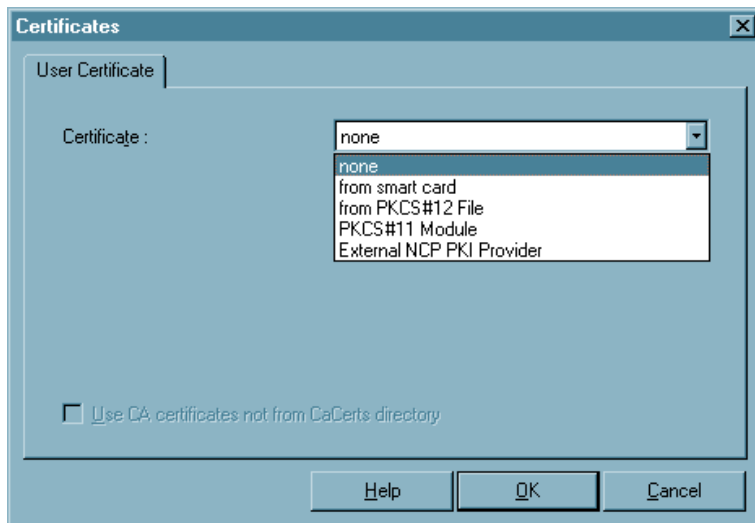 Certificates
User Certificate
Certificate : none
none
from smart card
from PKCS#12 File
PKCS#11 Module
External NCP PKI Provider
Use CA certificates not from CaCerts directory
Help OK Cancel